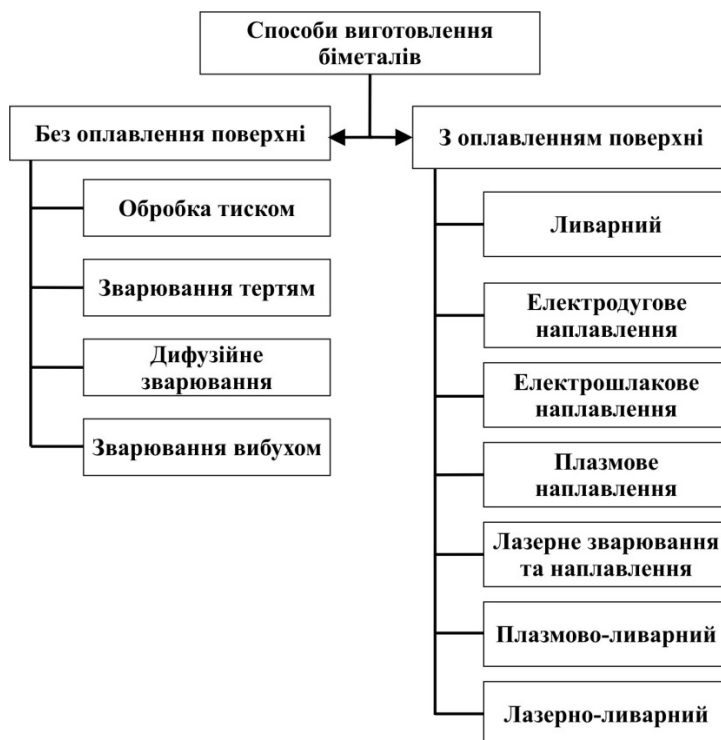 Способи виготовлення
біметалів
Без оплавлення поверхні
Обробка тиском
Зварювання тертям
Дифузійне
зварювання
Зварювання вибухом
З оплавленням поверхні
Ливарний
Електродугове
наплавлення
Електрошлакове
наплавлення
Плазмове
наплавлення
Лазерне зварювання
та наплавлення
Плазмово-ливарний
Лазерно-ливарний